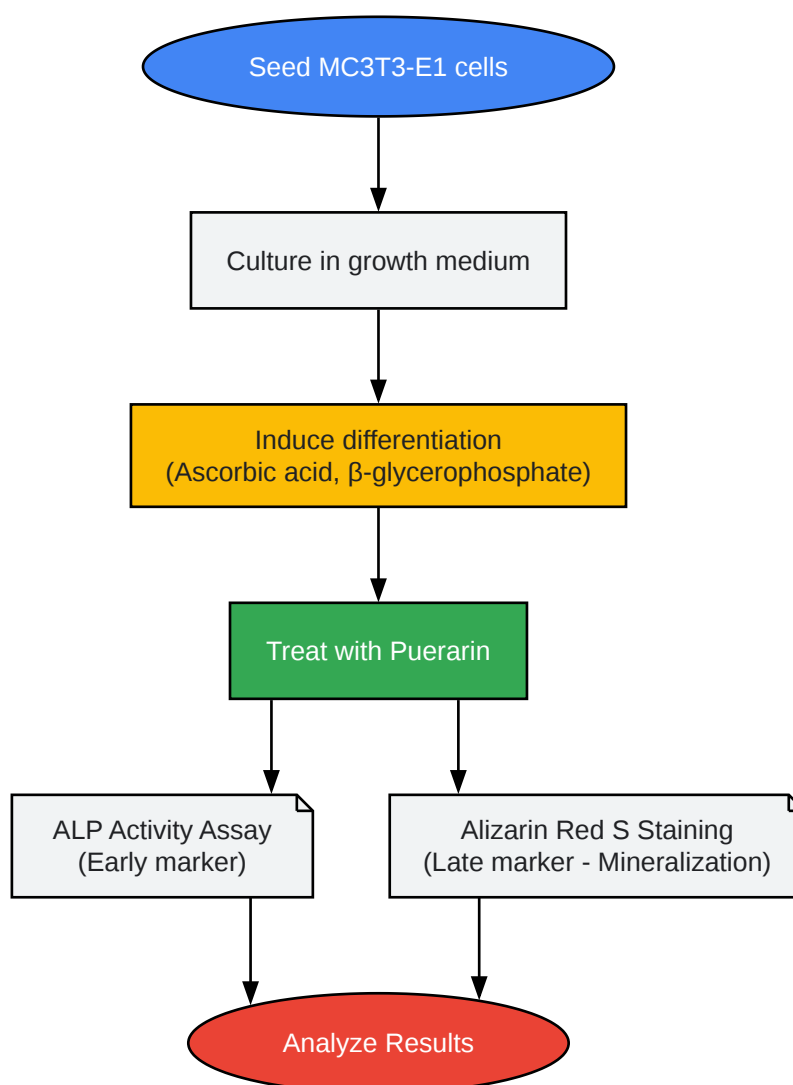 Seed MC3T3-E1 cells
Culture in growth medium
Induce differentiation
(Ascorbic acid, β-glycerophosphate)
Treat with Puerarin
ALP Activity Assay
(Early marker)
Alizarin Red S Staining
(Late marker - Mineralization)
Analyze Results